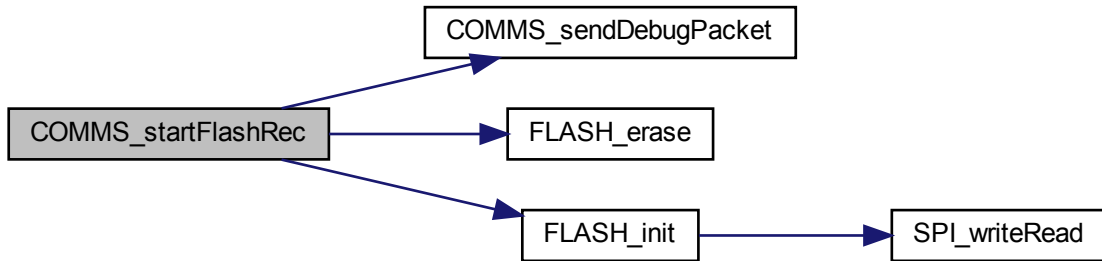 COMMS_sendDebugPacket
COMMS_startFlashRec
FLASH_erase
FLASH_init
SPI_writeRead